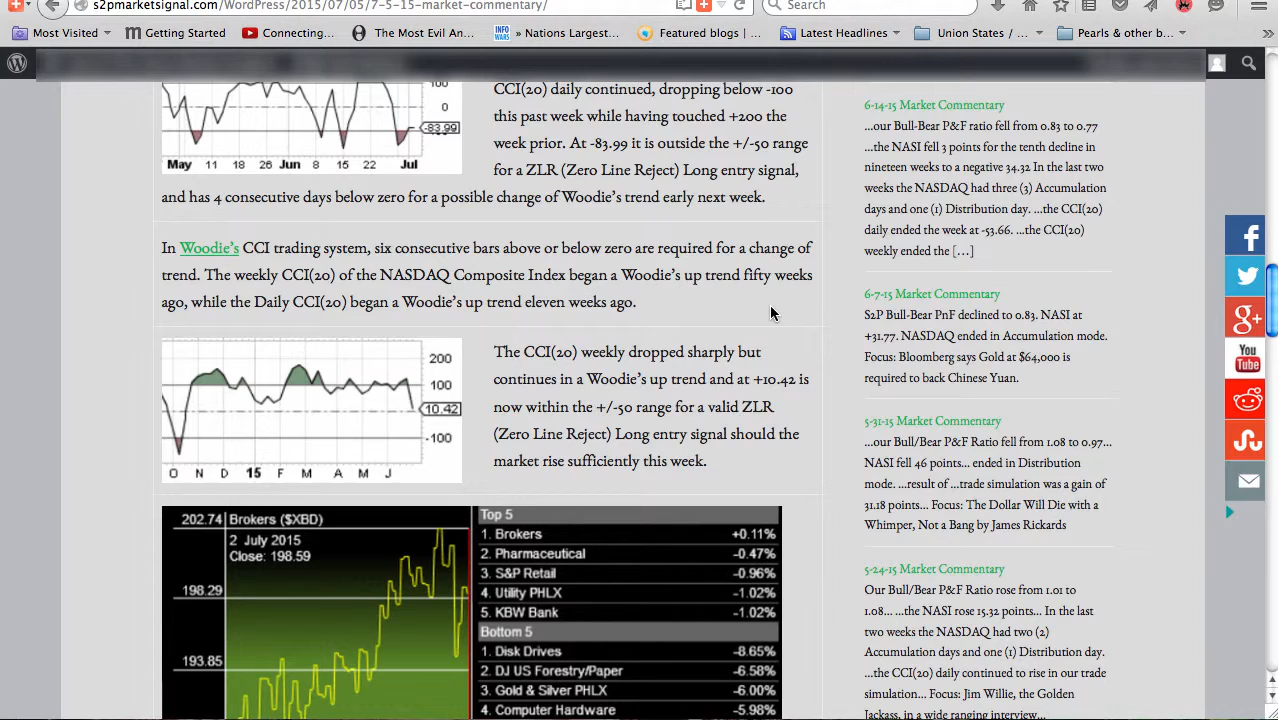 s2pmarketsignal.com/WordPress/2015/07/05/7-5-15-market-commentary/
Search
Most Visited
Getting Started
Connecting...
The Most Evil An...
» Nations Largest...
Featured blogs | ...
Latest Headlines
Union States / ...
Pearls & other b...
100
0
-83.99
May 11 18 26 Jun 8 15 22 Jul
CCI(20) daily continued, dropping below -100
this past week while having touched +200 the
week prior. At -83.99 it is outside the +/-50 range
for a ZLR (Zero Line Reject) Long entry signal,
and has 4 consecutive days below zero for a possible change of Woodie's trend early next week.
In Woodie's CCI trading system, six consecutive bars above or below zero are required for a change of
trend. The weekly CCI(20) of the NASDAQ Composite Index began a Woodie's up trend fifty weeks
ago, while the Daily CCI(20) began a Woodie's up trend eleven weeks ago.
200
100
10.42
-100
O N D 15 F M A M J J
The CCI(20) weekly dropped sharply but
continues in a Woodie's up trend and at +10.42 is
now within the +/-50 range for a valid ZLR
(Zero Line Reject) Long entry signal should the
market rise sufficiently this week.
202.74
198.29
193.85
Brokers ($XBD)
2 July 2015
Close: 198.59
Top 5
1. Brokers +0.11%
2. Pharmaceutical -0.47%
3. S&P Retail -0.96%
4. Utility PHLX -1.02%
5. KBW Bank -1.02%
Bottom 5
1. Disk Drives -8.65%
2. DJ US Forestry/Paper -6.58%
3. Gold & Silver PHLX -6.00%
4. Computer Hardware -5.98%
6-14-15 Market Commentary
...our Bull-Bear P&F ratio fell from 0.83 to 0.77
...the NASI fell 3 points for the tenth decline in
nineteen weeks to a negative 34.32 In the last two
weeks the NASDAQ had three (3) Accumulation
days and one (1) Distribution day. ...the CCI(20)
daily ended the week at -53.66. ...the CCI(20)
weekly ended the [...]
6-7-15 Market Commentary
S2P Bull-Bear PnF declined to 0.83. NASI at
+31.77. NASDAQ ended in Accumulation mode.
Focus: Bloomberg says Gold at $64,000 is
required to back Chinese Yuan.
5-31-15 Market Commentary
...our Bull/Bear P&F Ratio fell from 1.08 to 0.97...
NASI fell 46 points... ended in Distribution
mode. ...result of ...trade simulation was a gain of
31.18 points... Focus: The Dollar Will Die with a
Whimper, Not a Bang by James Rickards
5-24-15 Market Commentary
Our Bull/Bear P&F Ratio rose from 1.01 to
1.08... ...the NASI rose 15.32 points... In the last
two weeks the NASDAQ had two (2)
Accumulation days and one (1) Distribution day.
...the CCI(20) daily continued to rise in our trade
simulation... Focus: Jim Willie, the Golden
Jackass, in a wide ranging interview...
You
Tube